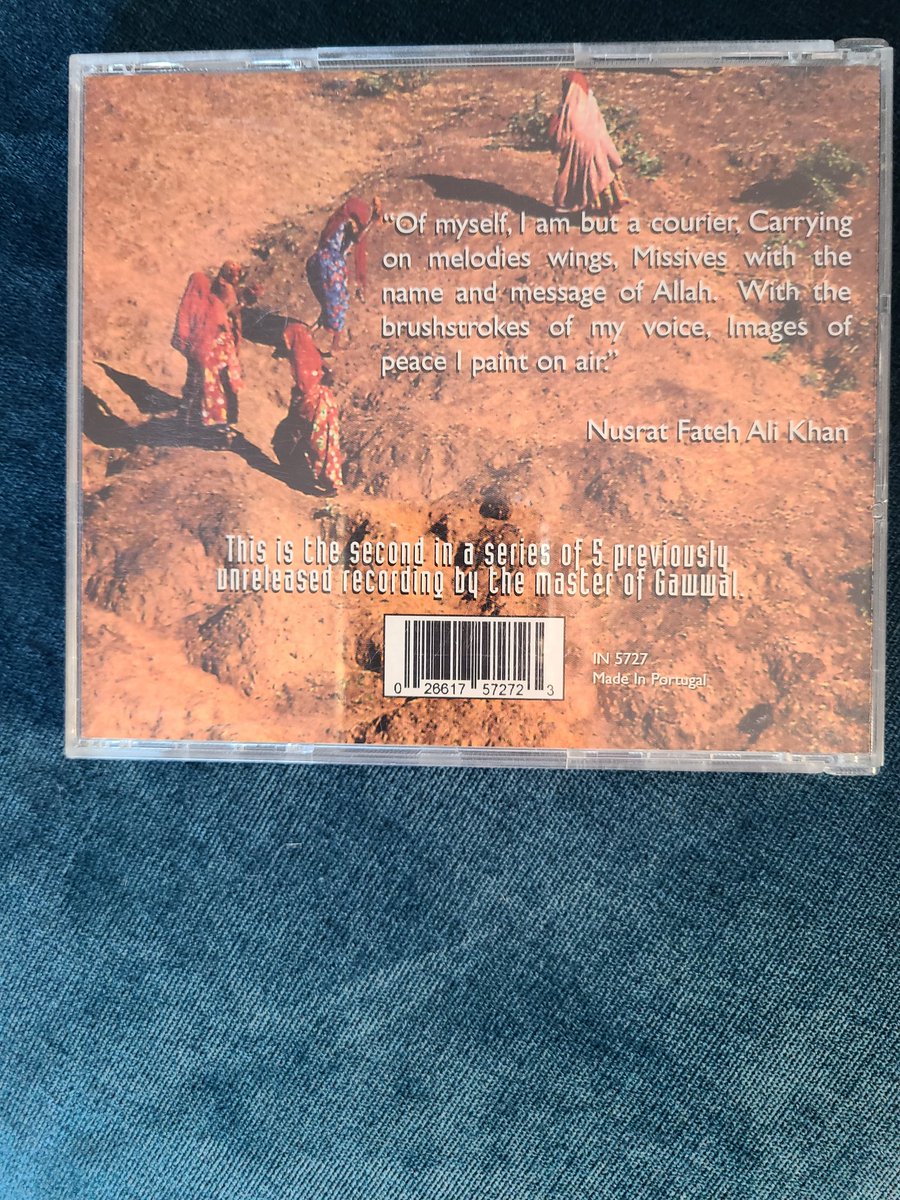 "Of myself, I am but a courier, Carrying
on melodies wings, Missives with the
name and message of Allah. With the
brushstrokes of my voice, Images of
peace I paint on air."
Nusrat Fateh Ali Khan
This is the second in a series of 5 previously
unreleased recording by the master of Gawwal.
0 26617 57272 3
IN 5727
Made In Portugal